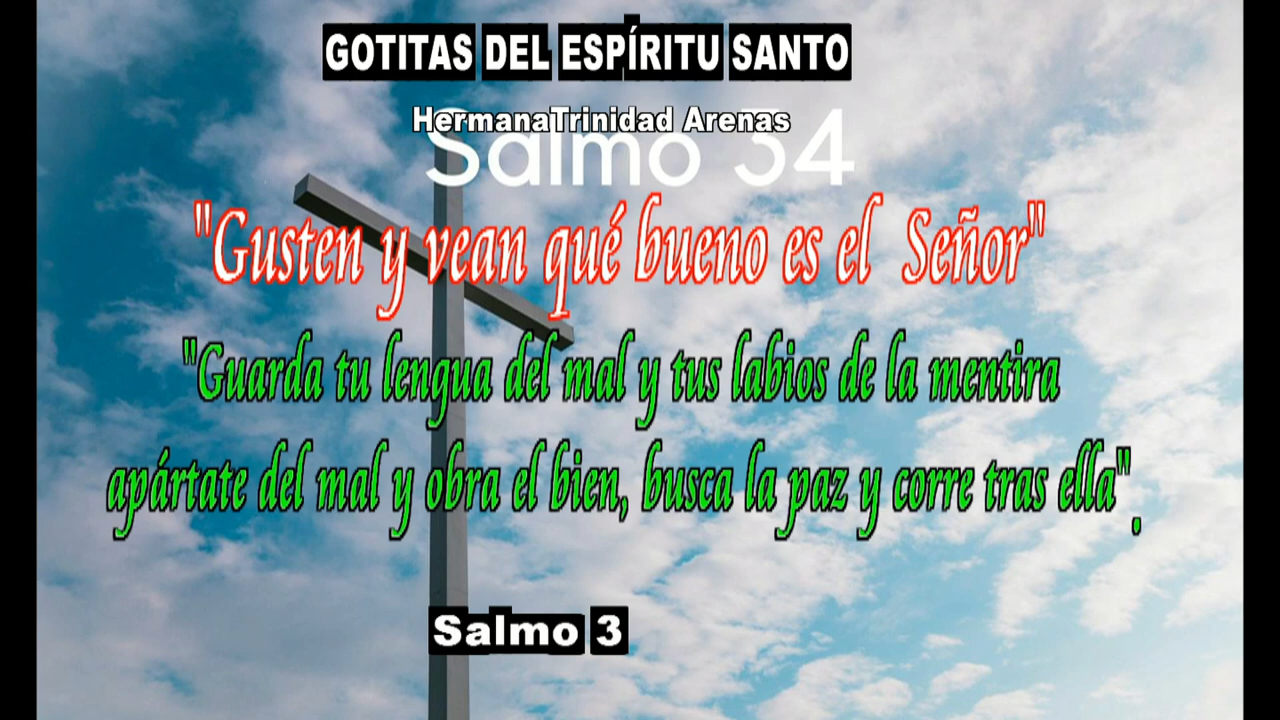 GOTITAS DEL ESPÍRITU SANTO
HermanaTrinidad Arenas
Salmo 34
"Gusten y vean qué bueno es el Señor"
"Guarda tu lengua del mal y tus labios de la mentira
apártate del mal y obra el bien, busca la paz y corre tras ella".
Salmo 3